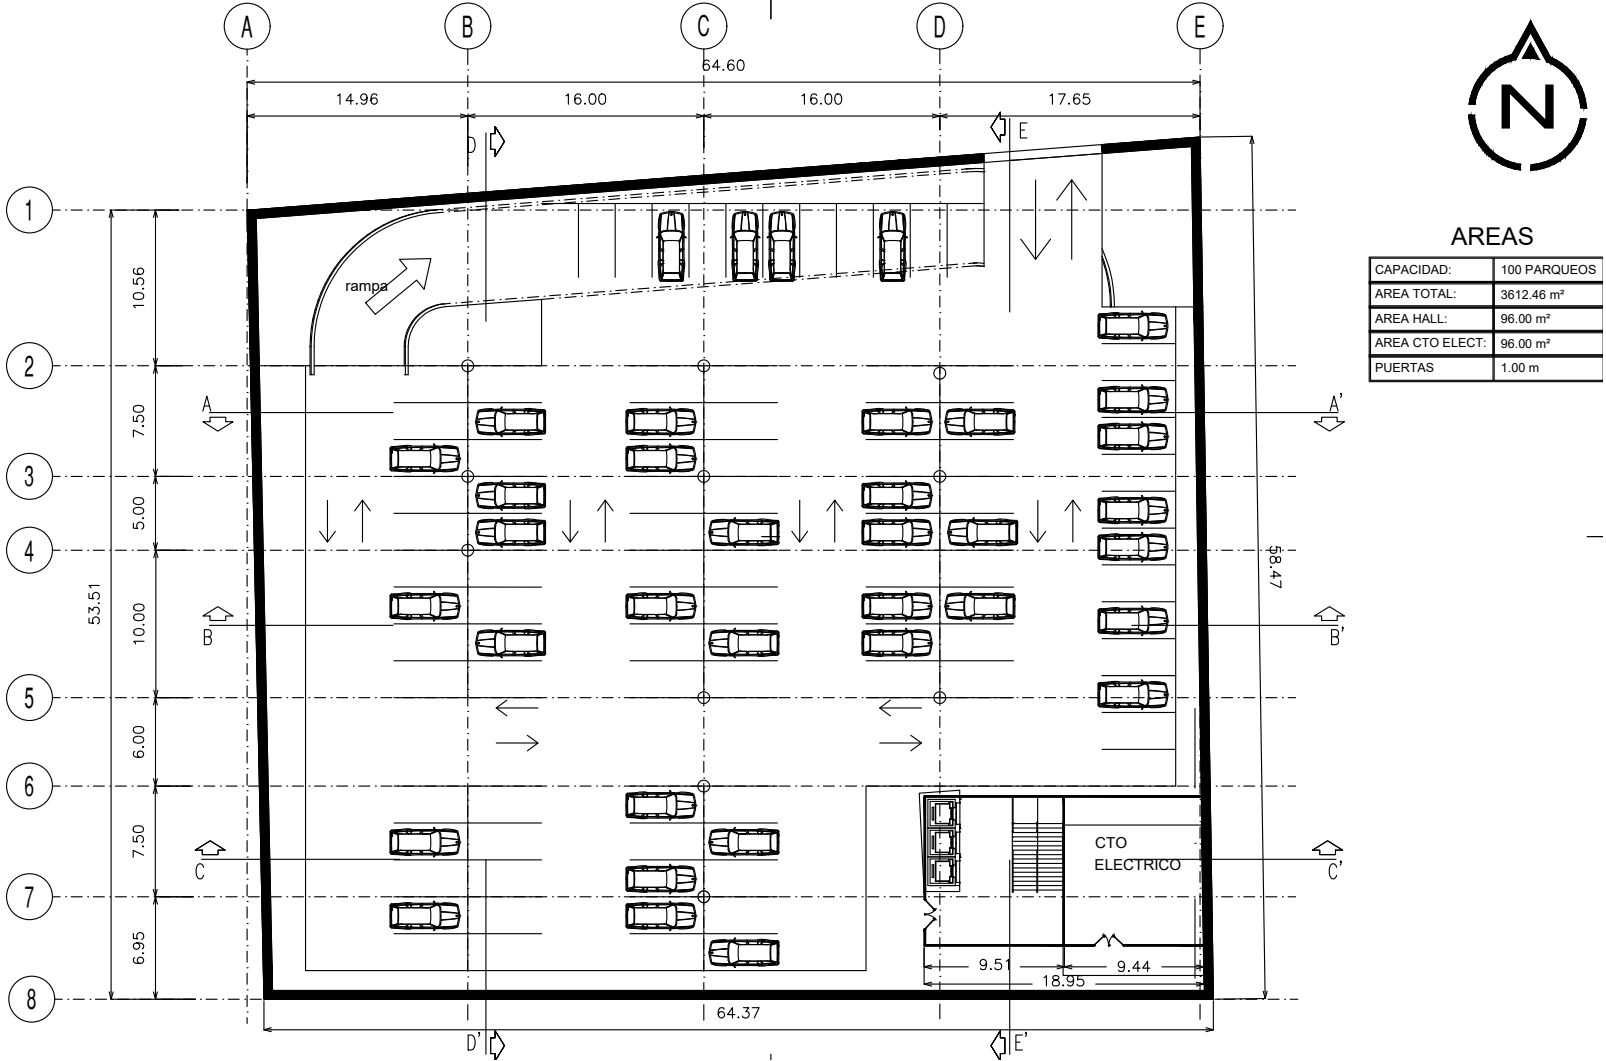 A B C D E
64.60
14.96 16.00 16.00 17.65
D E
N
1
AREAS
CAPACIDAD: 100 PARQUEOS
AREA TOTAL: 3612.46 m²
AREA HALL: 96.00 m²
AREA CTO ELECT: 96.00 m²
PUERTAS 1.00 m
10.56
rampa
2
A A'
7.50
3
5.00
4
58.47
53.51
10.00
B B'
5
6.00
6
7.50
CTO
ELECTRICO
C C'
7
6.95
9.51 9.44
18.95
8
64.37
D' E'